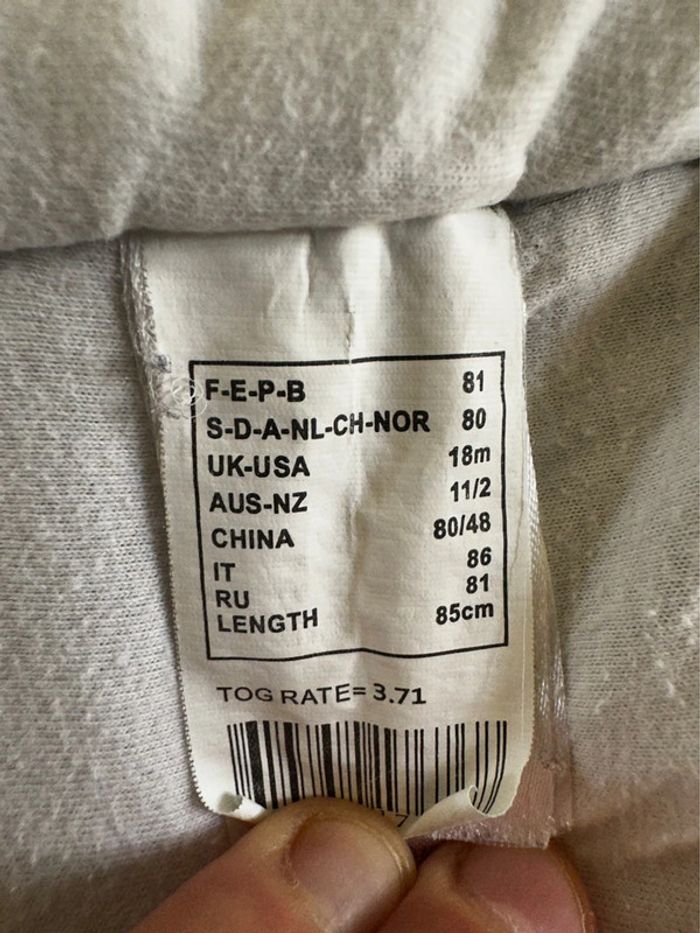 F-E-P-B 81
S-D-A-NL-CH-NOR 80
UK-USA 18m
AUS-NZ 11/2
CHINA 80/48
IT 86
RU 81
LENGTH 85cm
TOG RATE= 3.71